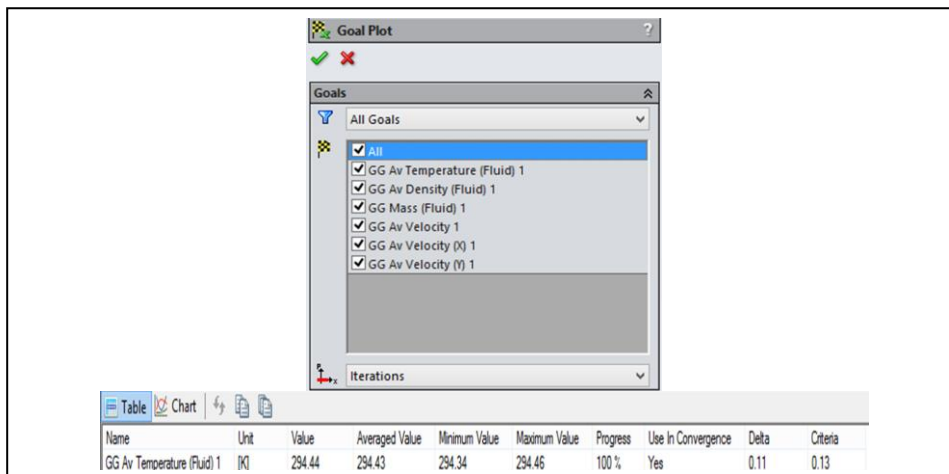 Goal Plot ?
Goals
All Goals
All
GG Av Temperature (Fluid) 1
GG Av Density (Fluid) 1
GG Mass (Fluid) 1
GG Av Velocity 1
GG Av Velocity (X) 1
GG Av Velocity (Y) 1
Iterations
Table Chart
Name Unit Value Averaged Value Minimum Value Maximum Value Progress Use In Convergence Delta Criteria
GG Av Temperature (Fluid) 1 [K] 294.44 294.43 294.34 294.46 100 % Yes 0.11 0.13